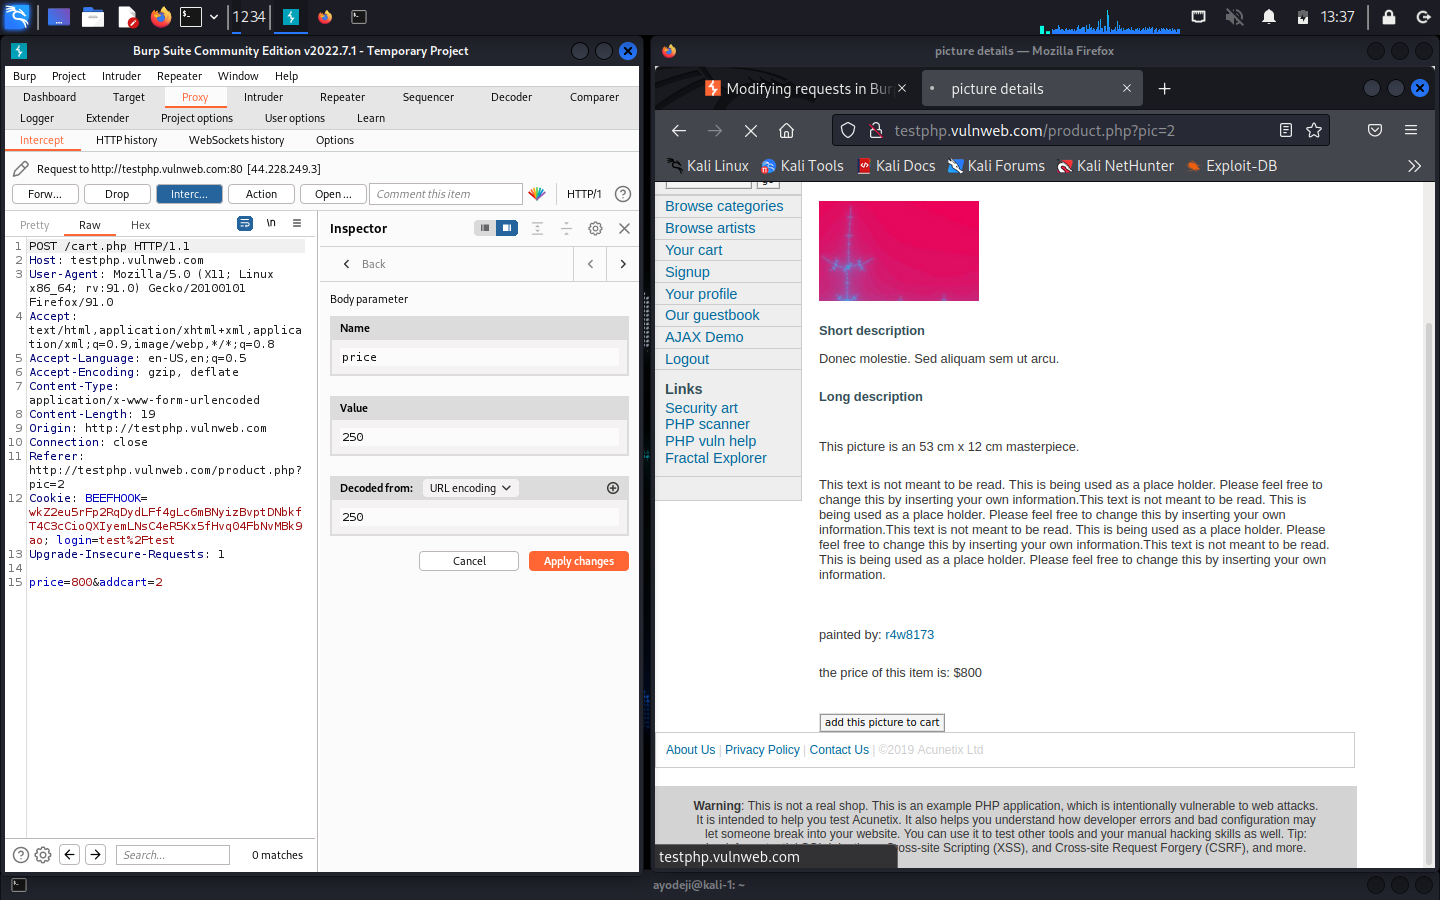 1234
13:37
Burp Suite Community Edition v2022.7.1 - Temporary Project
Burp Project Intruder Repeater Window Help
Dashboard Target Proxy Intruder Repeater Sequencer Decoder Comparer
Logger Extender Project options User options Learn
Intercept HTTP history WebSockets history Options
Request to http://testphp.vulnweb.com:80 [44.228.249.3]
Forw... Drop Interc... Action Open ... Comment this item HTTP/1 ?
Pretty Raw Hex \n
1 POST /cart.php HTTP/1.1
2 Host: testphp.vulnweb.com
3 User-Agent: Mozilla/5.0 (X11; Linux
x86_64; rv:91.0) Gecko/20100101
Firefox/91.0
4 Accept:
text/html,application/xhtml+xml,applica
tion/xml;q=0.9,image/webp,*/*;q=0.8
5 Accept-Language: en-US,en;q=0.5
6 Accept-Encoding: gzip, deflate
7 Content-Type:
application/x-www-form-urlencoded
8 Content-Length: 19
9 Origin: http://testphp.vulnweb.com
10 Connection: close
11 Referer:
http://testphp.vulnweb.com/product.php?
pic=2
12 Cookie: BEEFHOOK=
wkZ2eu5rFp2RqDydLFf4gLc6mBNyizBvptDNbkf
T4C3cCioQXIyemLNsC4eR5Kx5fHvq04FbNvMBk9
ao; login=test%2Ftest
13 Upgrade-Insecure-Requests: 1
14
15 price=800&addcart=2
? Search... 0 matches
Inspector
Back
Body parameter
Name
price
Value
250
Decoded from: URL encoding
250
Cancel Apply changes
picture details — Mozilla Firefox
Modifying requests in Bur
picture details
testphp.vulnweb.com/product.php?pic=2
Kali Linux Kali Tools Kali Docs Kali Forums Kali NetHunter Exploit-DB
Browse categories
Browse artists
Your cart
Signup
Your profile
Our guestbook
AJAX Demo
Logout
Links
Security art
PHP scanner
PHP vuln help
Fractal Explorer
Short description
Donec molestie. Sed aliquam sem ut arcu.
Long description
This picture is an 53 cm x 12 cm masterpiece.
This text is not meant to be read. This is being used as a place holder. Please feel free to
change this by inserting your own information.This text is not meant to be read. This is
being used as a place holder. Please feel free to change this by inserting your own
information.This text is not meant to be read. This is being used as a place holder. Please
feel free to change this by inserting your own information.This text is not meant to be read.
This is being used as a place holder. Please feel free to change this by inserting your own
information.
painted by: r4w8173
the price of this item is: $800
add this picture to cart
About Us | Privacy Policy | Contact Us | ©2019 Acunetix Ltd
Warning: This is not a real shop. This is an example PHP application, which is intentionally vulnerable to web attacks.
It is intended to help you test Acunetix. It also helps you understand how developer errors and bad configuration may
let someone break into your website. You can use it to test other tools and your manual hacking skills as well. Tip:
Cross-site Scripting (XSS), and Cross-site Request Forgery (CSRF), and more.
testphp.vulnweb.com
ayodeji@kali-1: ~